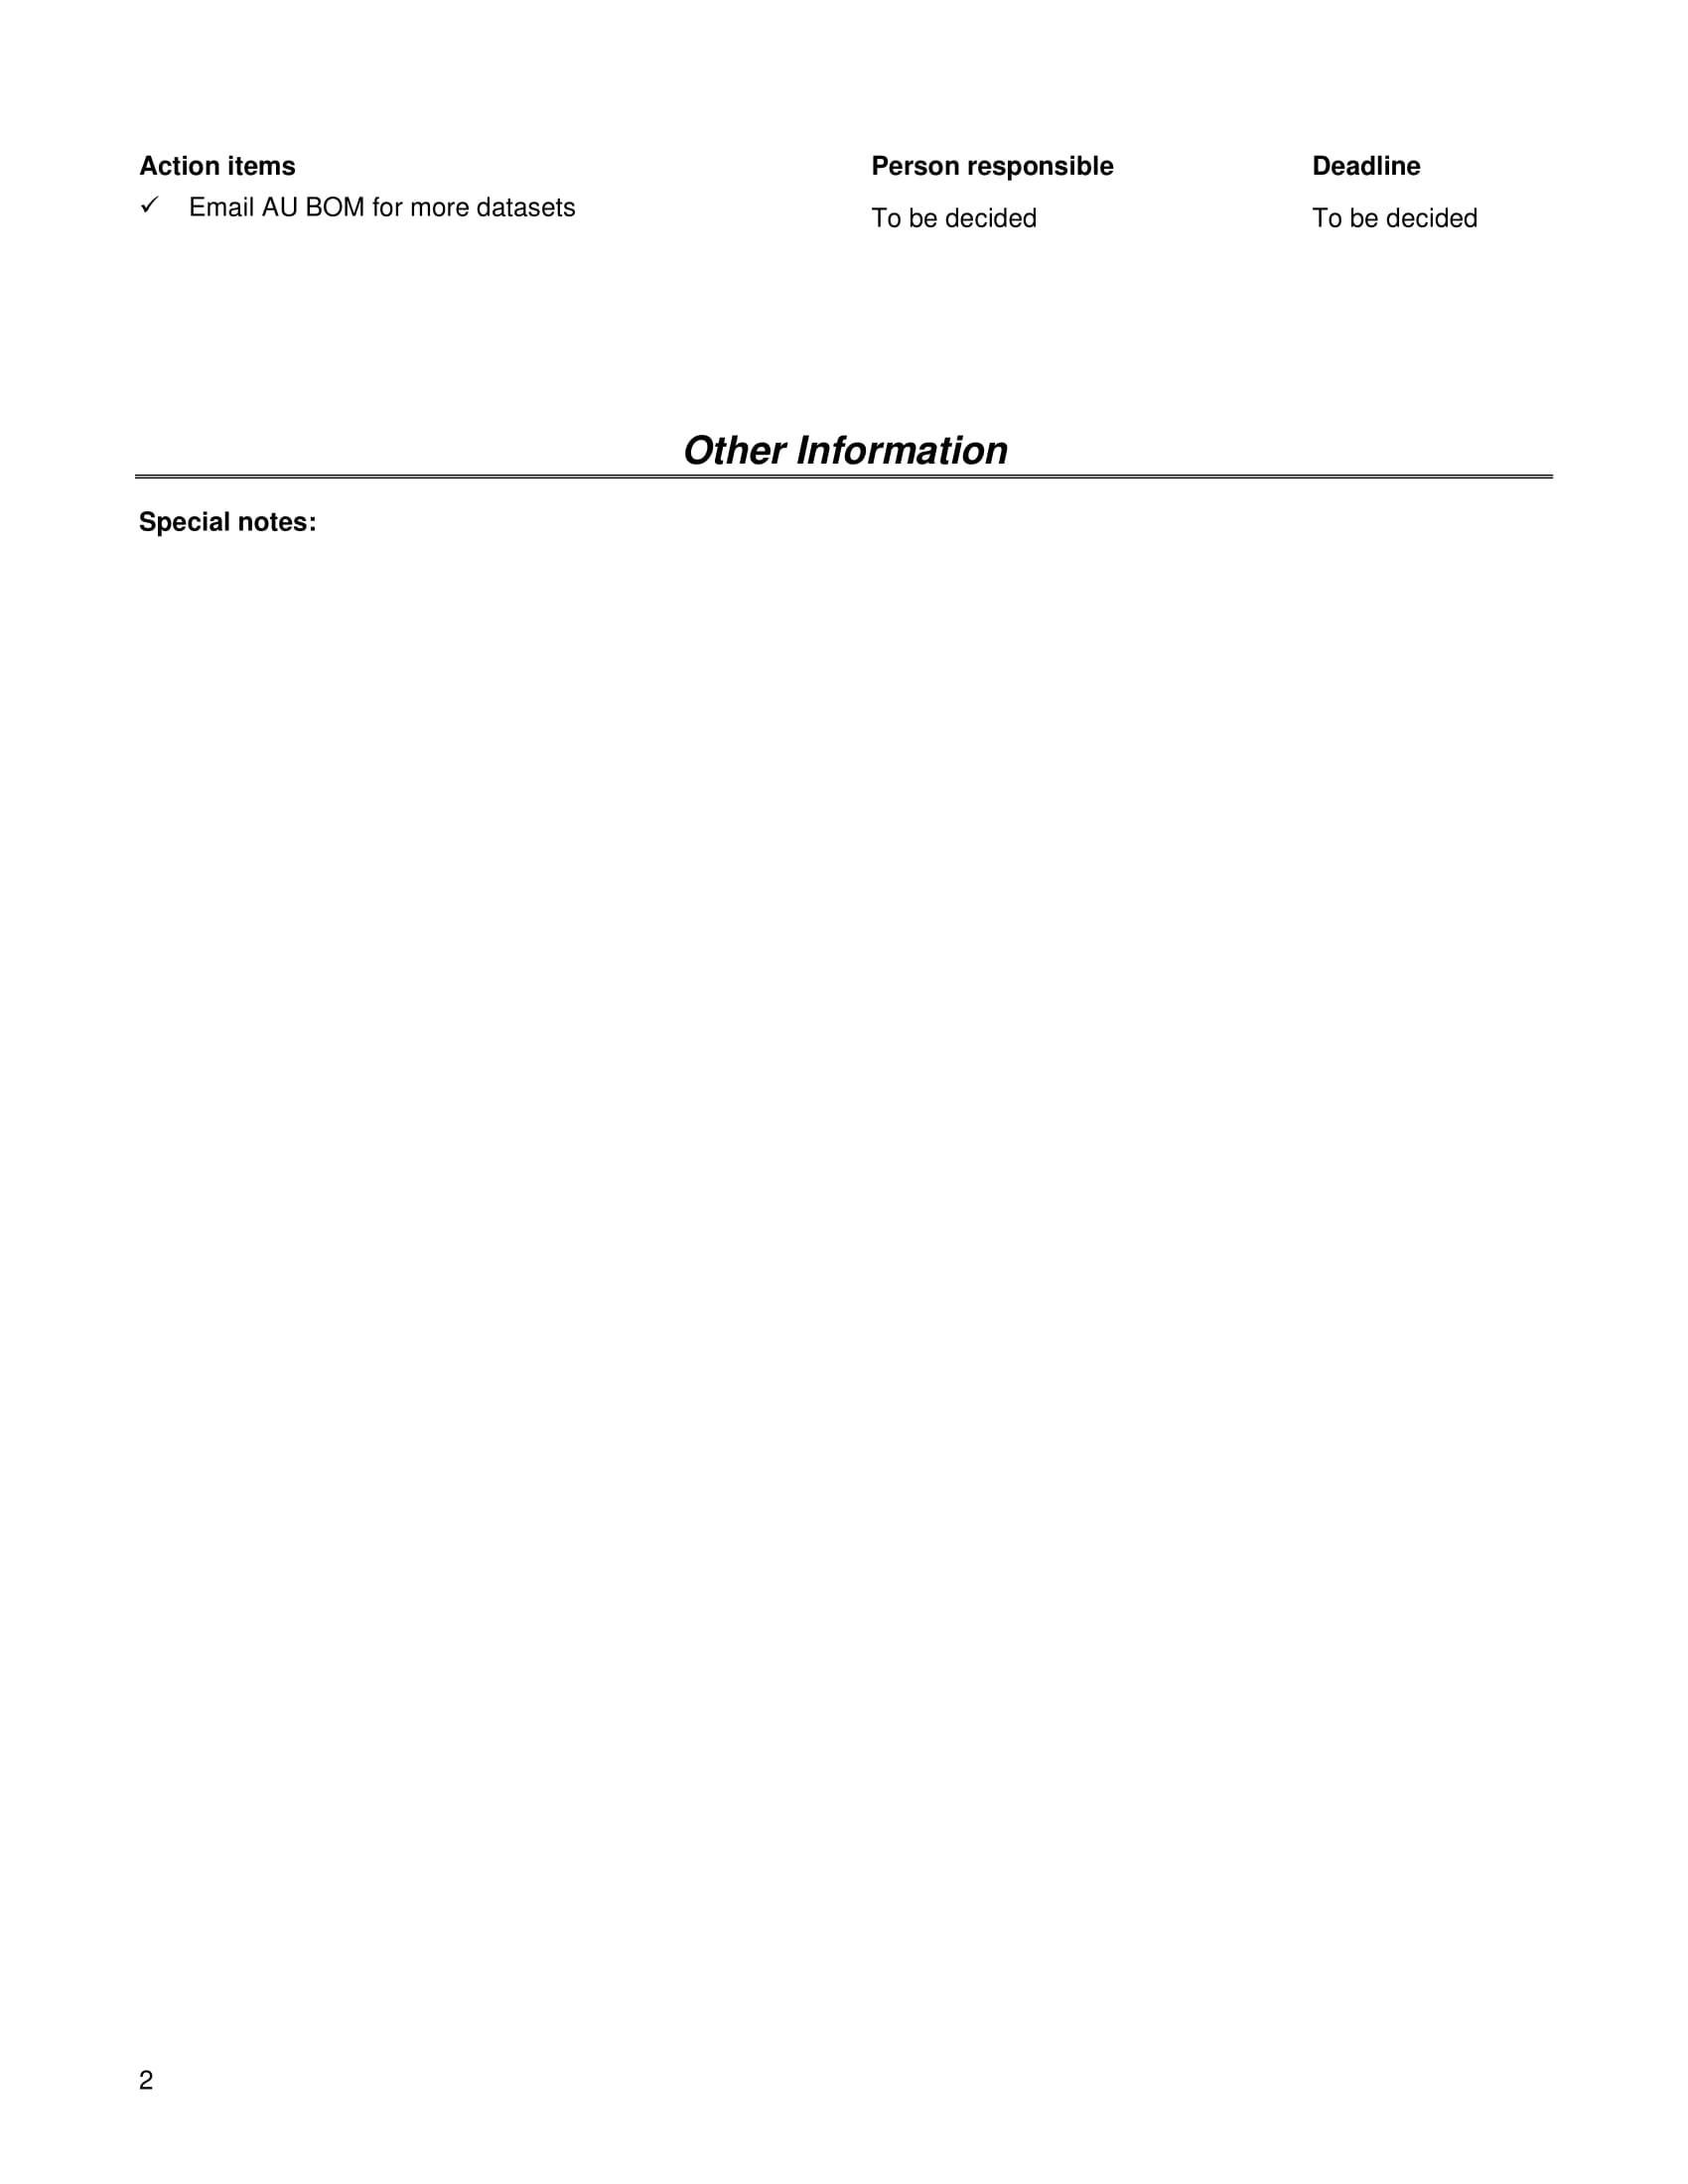 Action items Person responsible Deadline
✓ Email AU BOM for more datasets To be decided To be decided
Other Information
Special notes:
2